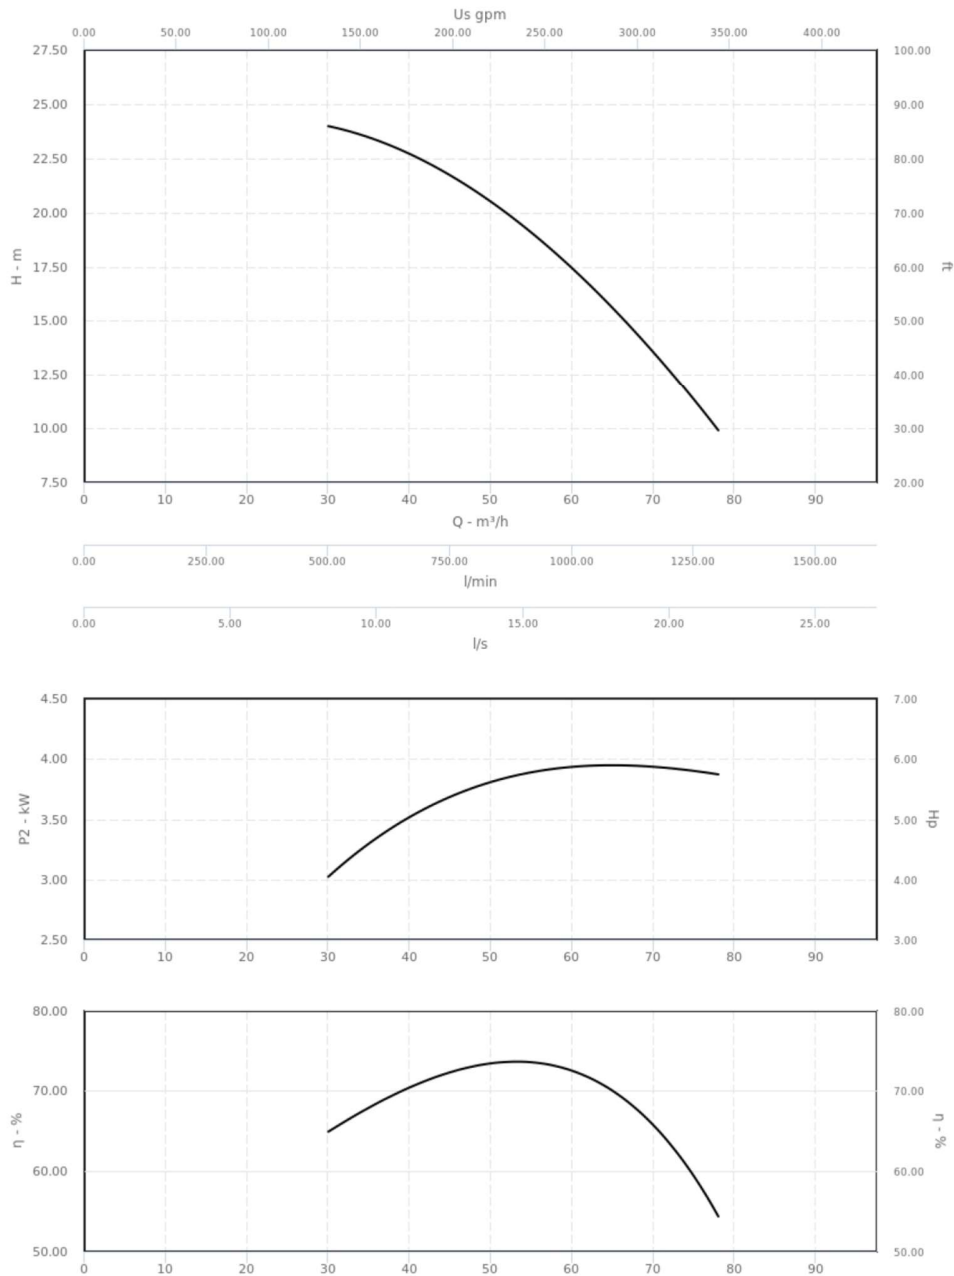 Us gpm
0.00 50.00 100.00 150.00 200.00 250.00 300.00 350.00 400.00
27.50 100.00
25.00 90.00
22.50 80.00
20.00 70.00
H - m
17.50 60.00
ft
15.00 50.00
12.50 40.00
10.00 30.00
7.50 20.00
0 10 20 30 40 50 60 70 80 90
Q - m³/h
0.00 250.00 500.00 750.00 1000.00 1250.00 1500.00
l/min
0.00 5.00 10.00 15.00 20.00 25.00
l/s
4.50 7.00
4.00 6.00
P2 - kW
3.50 5.00
Hp
3.00 4.00
2.50 3.00
0 10 20 30 40 50 60 70 80 90
80.00 80.00
70.00 70.00
η - %
η - %
60.00 60.00
50.00 50.00
0 10 20 30 40 50 60 70 80 90